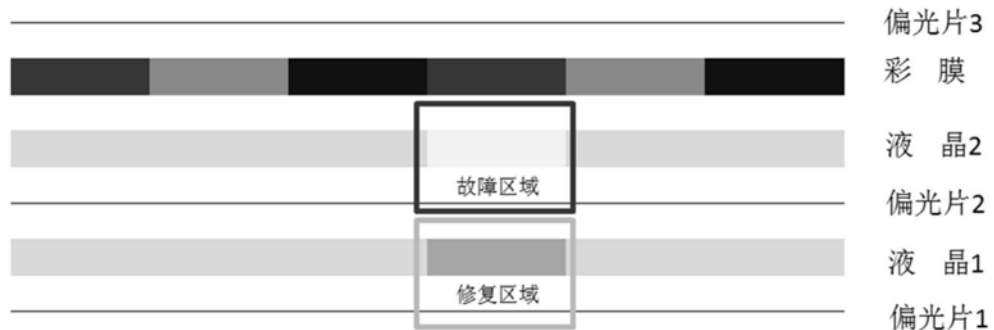 偏光片3
彩 膜
液 晶2
故障区域
偏光片2
液 晶1
修复区域
偏光片1